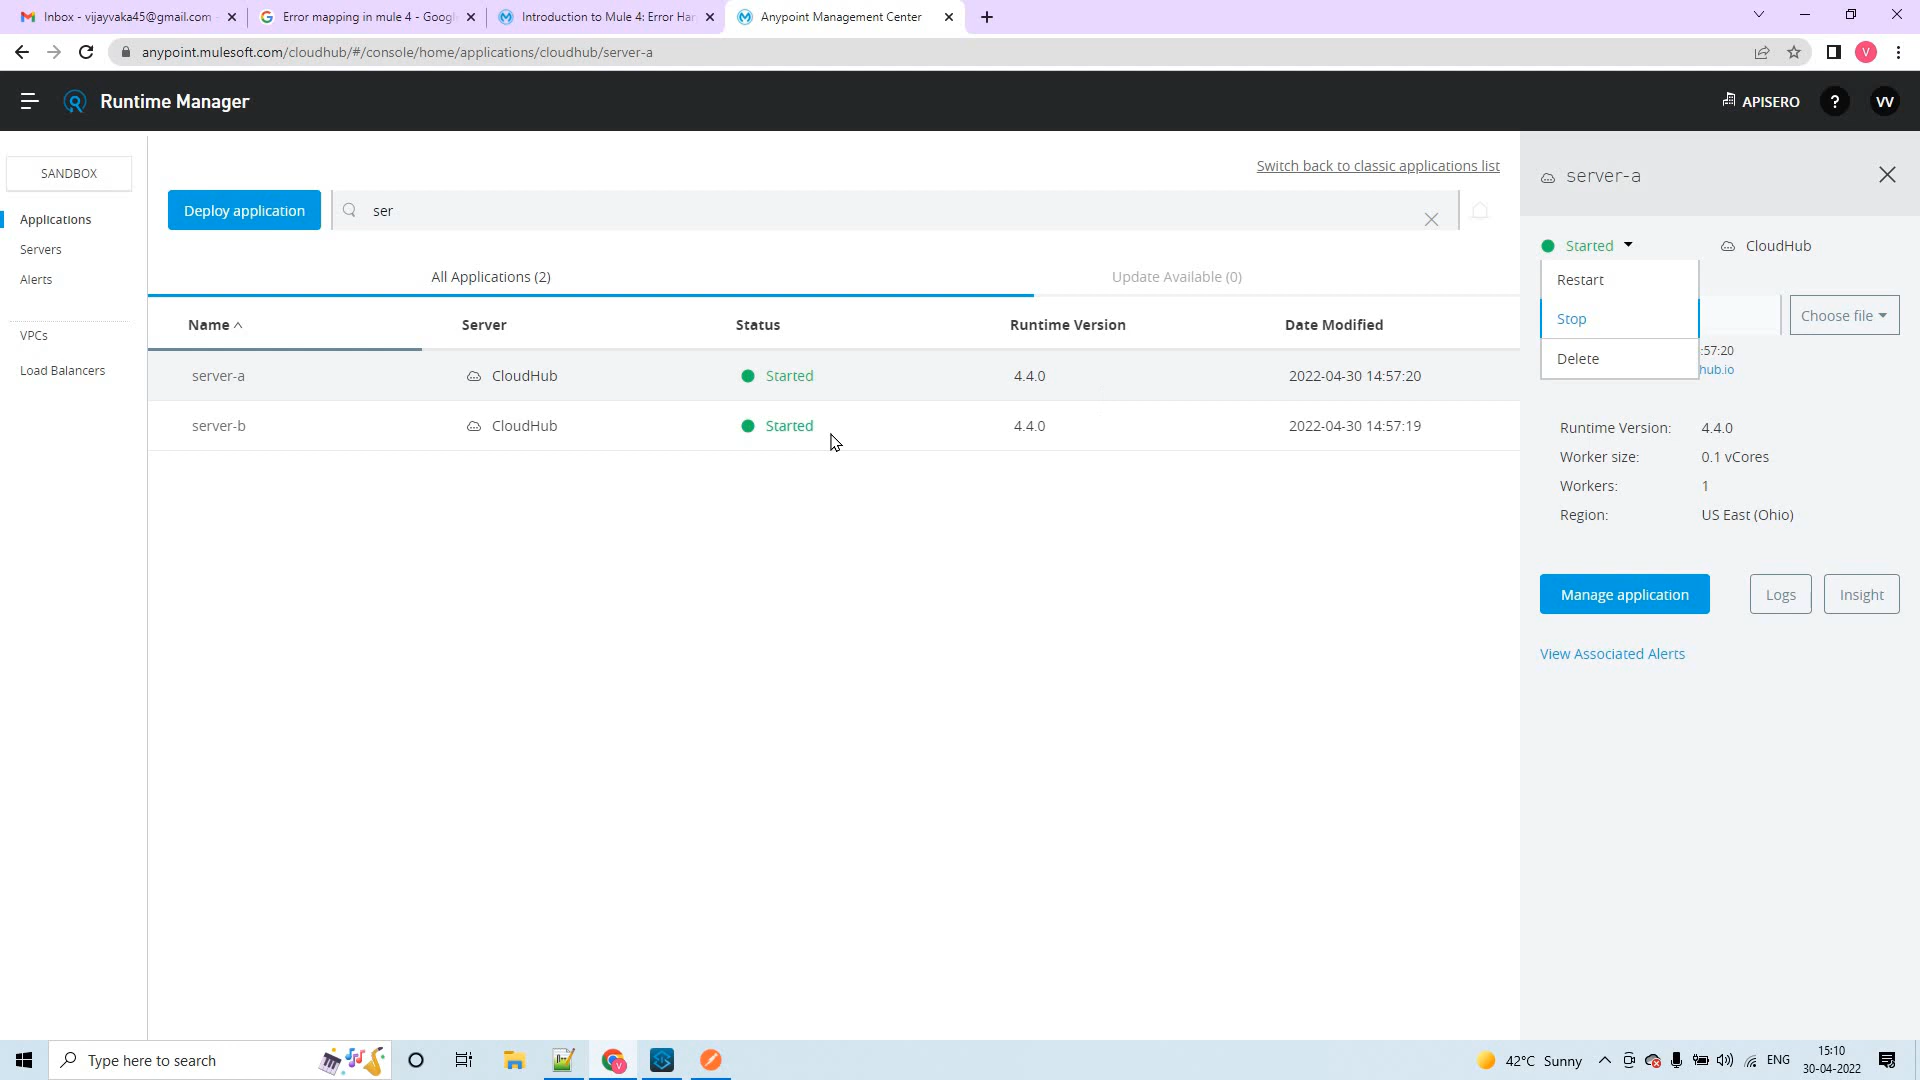 Inbox - vijayvaka45@gmail.com
Error mapping in mule 4 - Googl
Introduction to Mule 4: Error Han
Anypoint Management Center
anypoint.mulesoft.com/cloudhub/#/console/home/applications/cloudhub/server-a
V
Runtime Manager
APISERO
?
VV
SANDBOX
Applications
Servers
Alerts
VPCs
Load Balancers
Switch back to classic applications list
Deploy application
ser
All Applications (2)
Update Available (0)
Name
Server
Status
Runtime Version
Date Modified
server-a
CloudHub
Started
4.4.0
2022-04-30 14:57:20
server-b
CloudHub
Started
4.4.0
2022-04-30 14:57:19
server-a
Started
CloudHub
Restart
Stop
Delete
Choose file
:57:20
hub.io
Runtime Version: 4.4.0
Worker size: 0.1 vCores
Workers: 1
Region: US East (Ohio)
Manage application
Logs
Insight
View Associated Alerts
Type here to search
42°C Sunny
ENG
15:10
30-04-2022